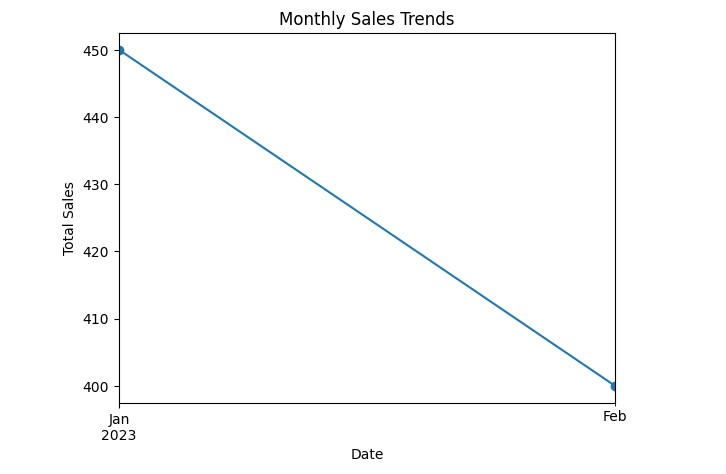 Monthly Sales Trends
450
440
430
420
410
400
Total Sales
Jan
2023
Feb
Date